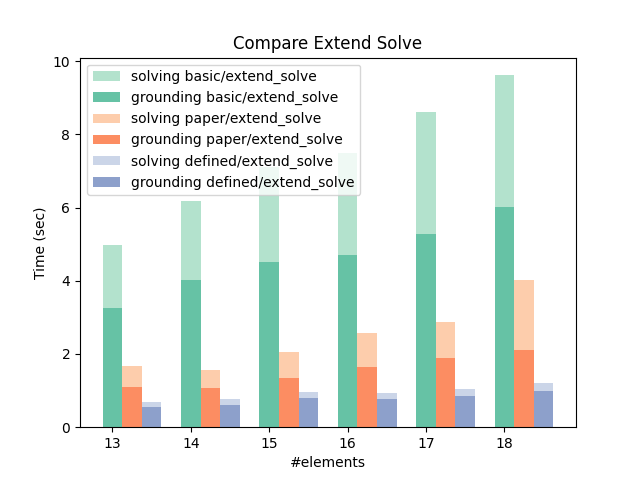 Compare Extend Solve
solving basic/extend_solve
grounding basic/extend_solve
solving paper/extend_solve
grounding paper/extend_solve
solving defined/extend_solve
grounding defined/extend_solve
Time (sec)
10
8
6
4
2
0
13 14 15 16 17 18
#elements